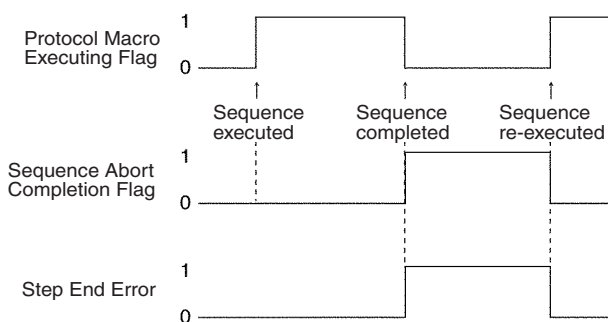 1
Protocol Macro
Executing Flag
0
Sequence
executed
Sequence
completed
Sequence
re-executed
1
Sequence Abort
Completion Flag
0
1
Step End Error
0